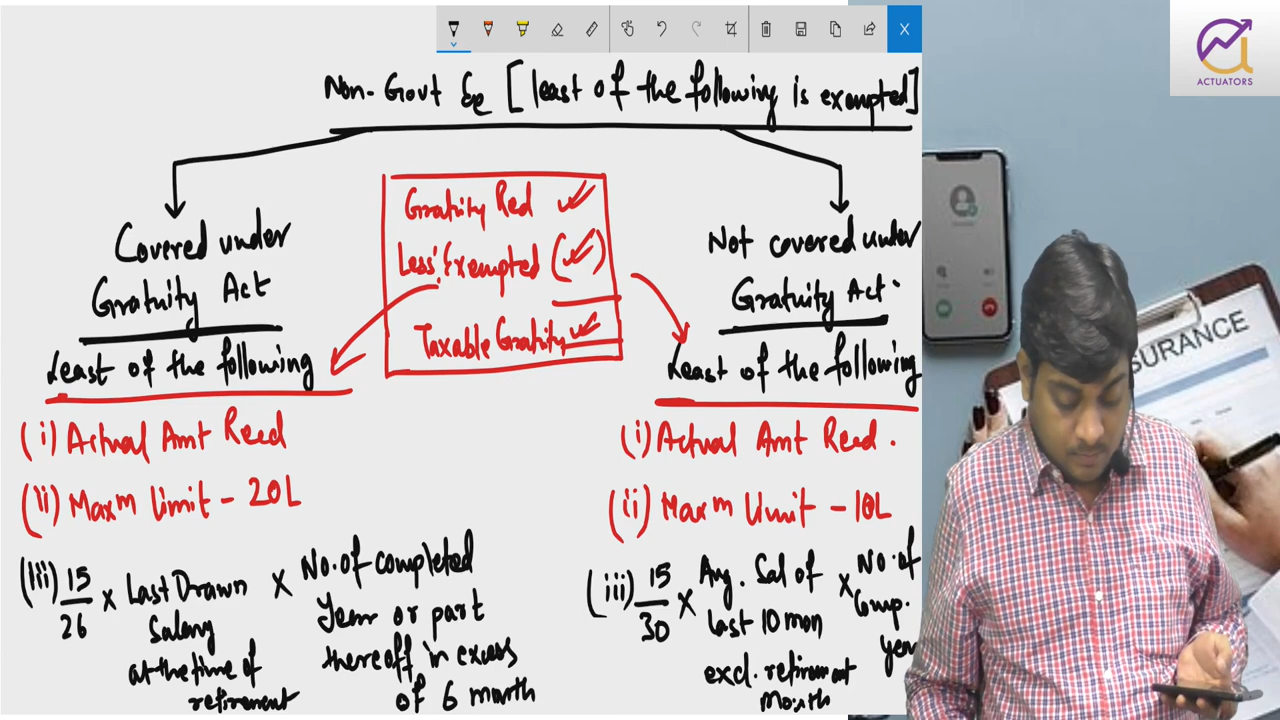 ACTUATORS
Non-Govt Ee [least of the following is exempted]
Covered under
Gratuity Act
Least of the following
(i) Actual Amt Recd
(ii) Maxm limit - 20L
(iii) 15/26 × Last Drawn Salary at the time of retirement × No. of completed Year or part thereoff in excess of 6 month
Gratuity Recd
Less: Exempted (
Taxable Gratity
Not covered under
Gratuity Act.
Least of the following
(i) Actual Amt Recd.
(ii) Maxm Limit - 10L
(iii) 15/30 × Avg. Sal of last 10 mon excl. retirement Month × No. of Comp. year
SURANCE